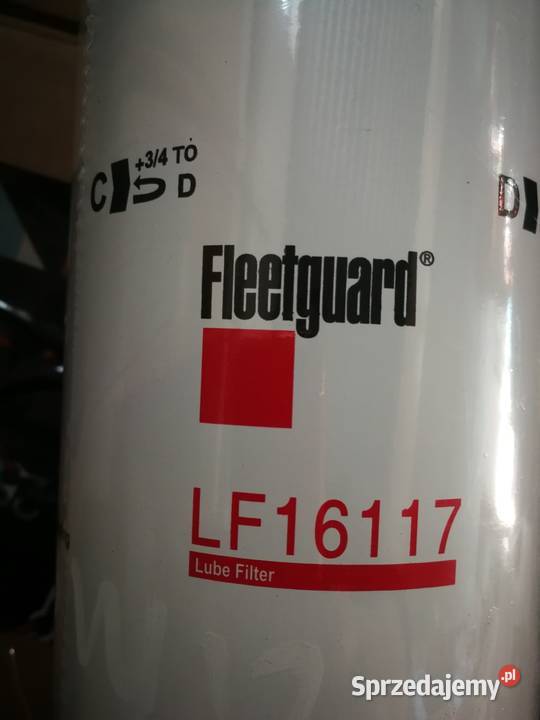 +3/4 TO
C D
D
Fleetguard®
LF16117
Lube Filter
Sprzedajemy.pl